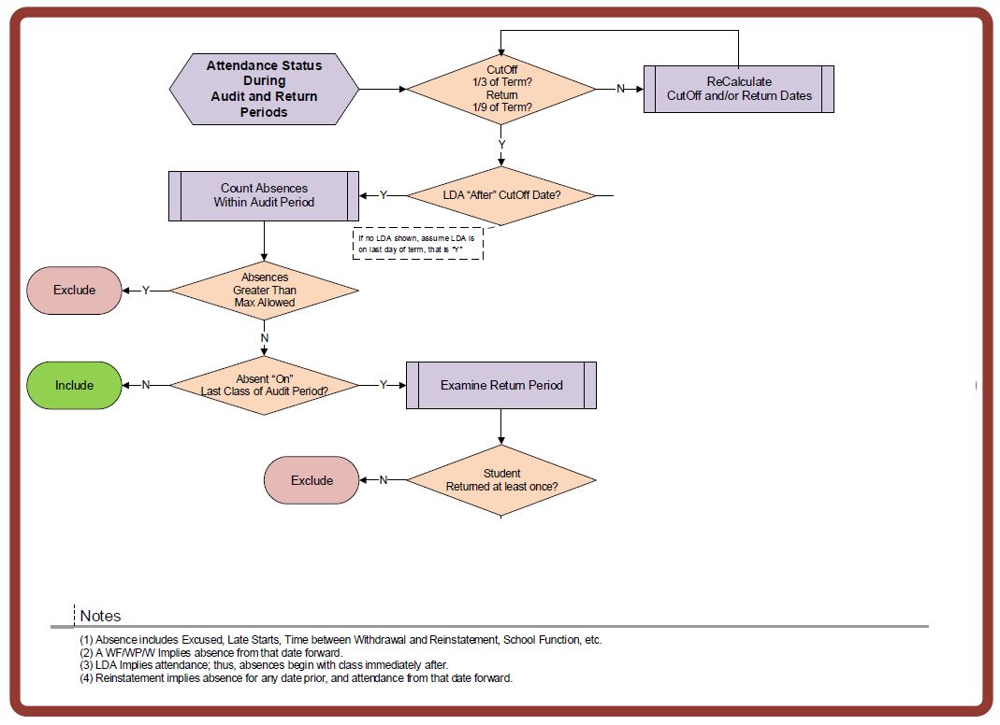 Attendance Status
During
Audit and Return
Periods
CutOff
1/3 of Term?
Return
1/9 of Term?
N
ReCalculate
CutOff and/or Return Dates
Y
Count Absences
Within Audit Period
Y
LDA “After” CutOff Date?
If no LDA shown, assume LDA is
on last day of term, that is “Y”
Exclude
Y
Absences
Greater Than
Max Allowed
N
Include
N
Absent “On”
Last Class of Audit Period?
Y
Examine Return Period
Exclude
N
Student
Returned at least once?
Notes
(1) Absence includes Excused, Late Starts, Time between Withdrawal and Reinstatement, School Function, etc.
(2) A WF/WP/W Implies absence from that date forward.
(3) LDA Implies attendance; thus, absences begin with class immediately after.
(4) Reinstatement implies absence for any date prior, and attendance from that date forward.